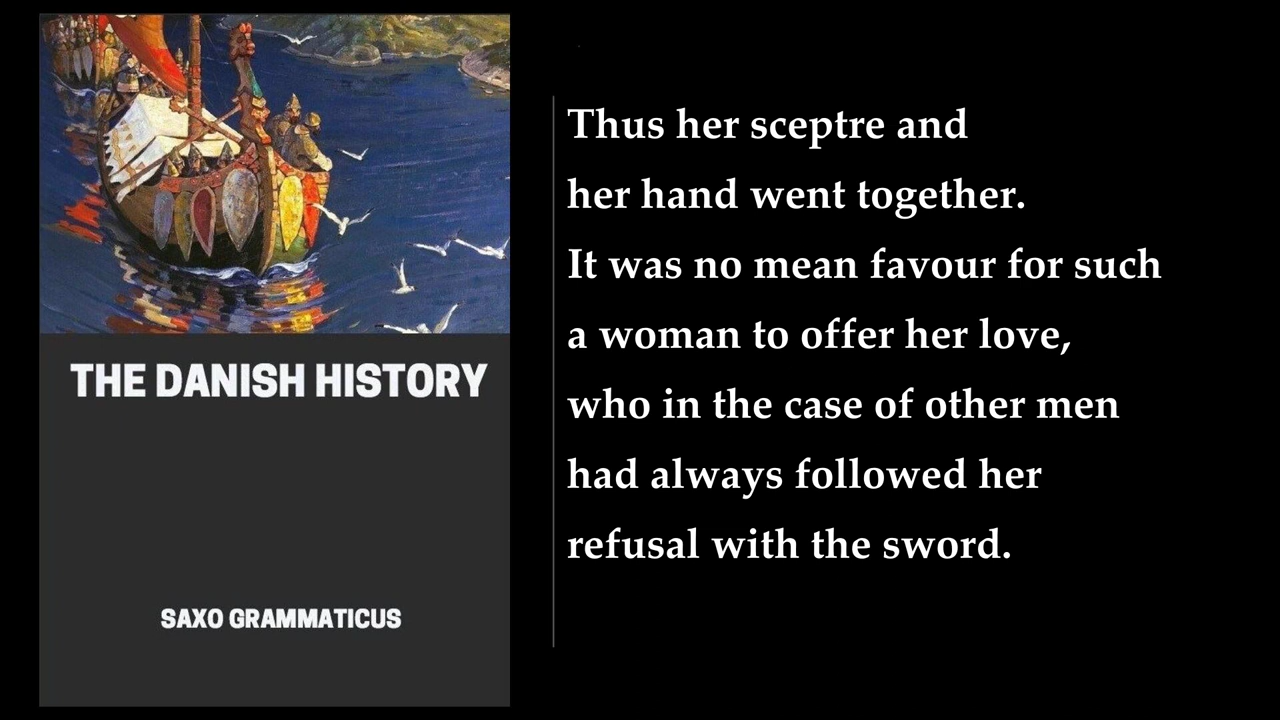 THE DANISH HISTORY
SAXO GRAMMATICUS
Thus her sceptre and
her hand went together.
It was no mean favour for such
a woman to offer her love,
who in the case of other men
had always followed her
refusal with the sword.